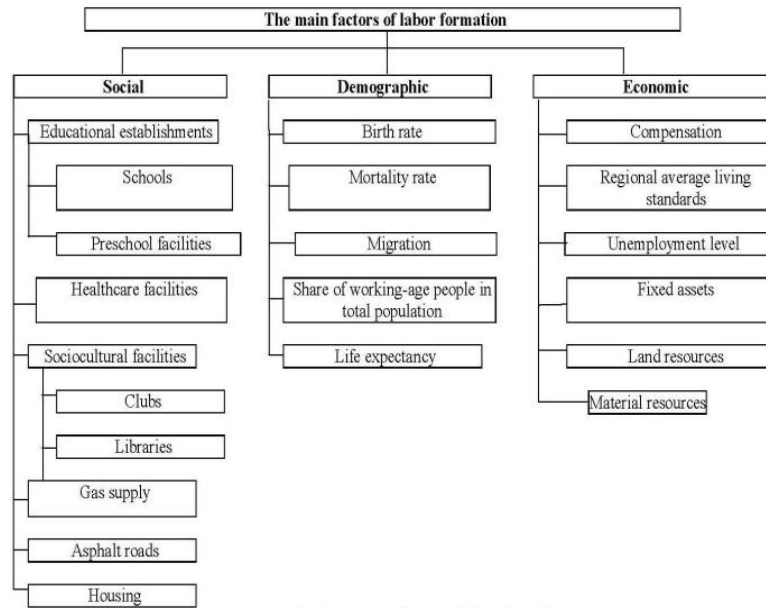 The main factors of labor formation
Social
Educational establishments
Schools
Preschool facilities
Healthcare facilities
Sociocultural facilities
Clubs
Libraries
Gas supply
Asphalt roads
Housing
Demographic
Birth rate
Mortality rate
Migration
Share of working-age people in
total population
Life expectancy
Economic
Compensation
Regional average living
standards
Unemployment level
Fixed assets
Land resources
Material resources